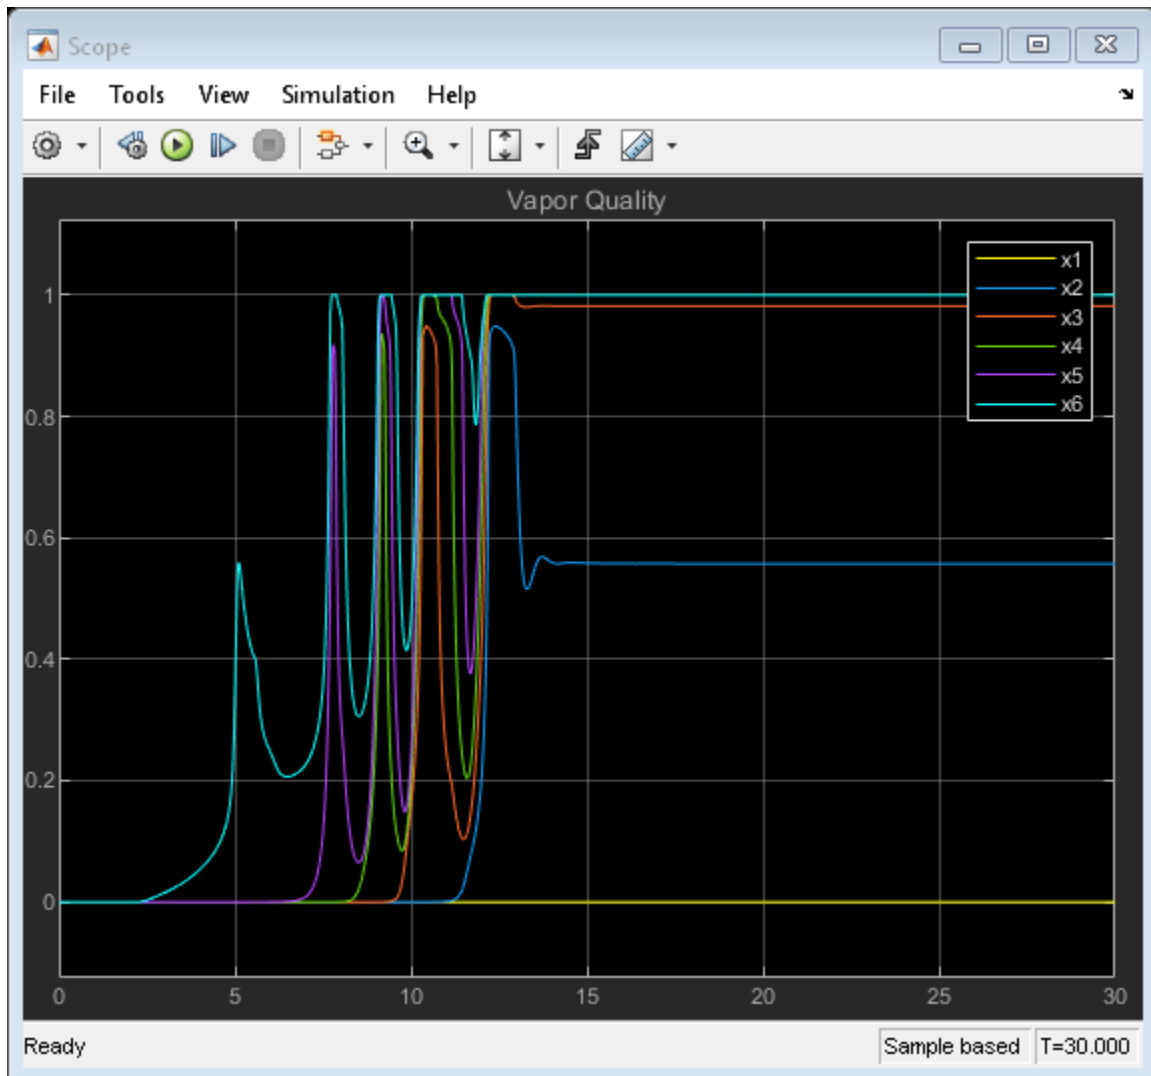 Scope
File Tools View Simulation Help
Vapor Quality
x1
x2
x3
x4
x5
x6
1
0.8
0.6
0.4
0.2
0
0 5 10 15 20 25 30
Ready Sample based T=30.000